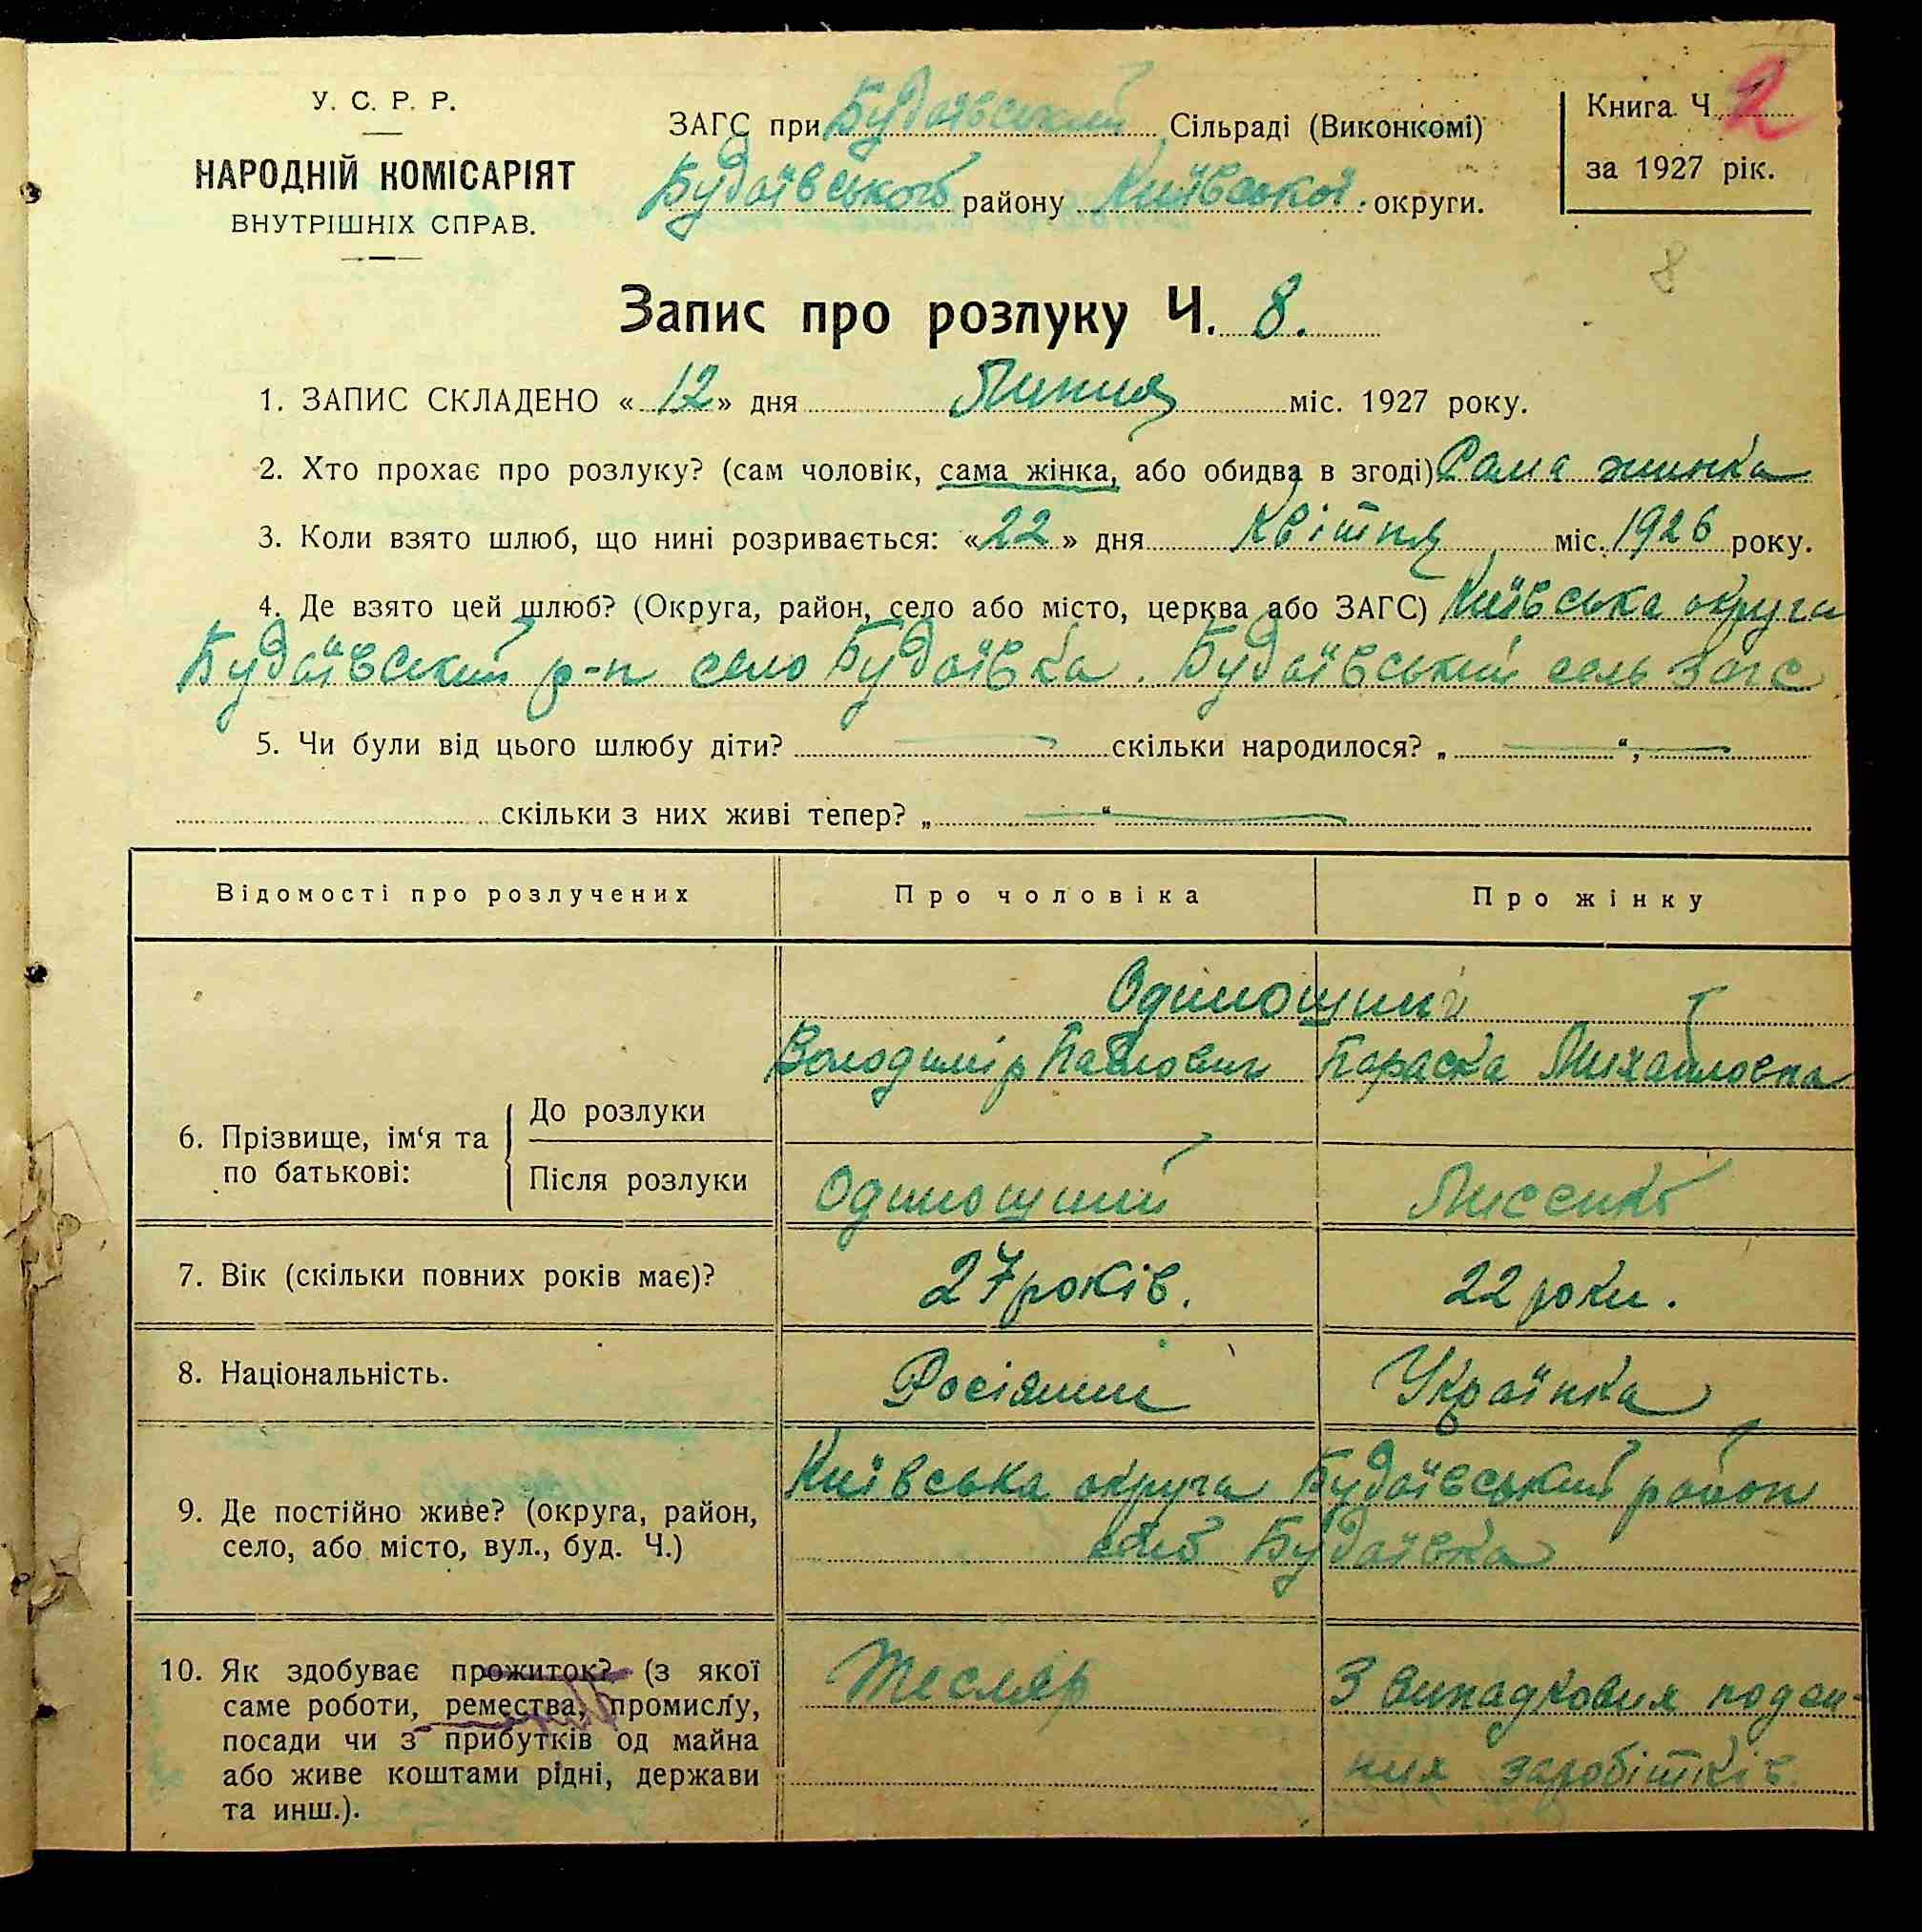 У. С. Р. Р.
НАРОДНІЙ КОМІСАРІЯТ
ВНУТРІШНІХ СПРАВ.
ЗАГС при Будаївський Сільраді (Виконкомі)
Будаївського району Київської округи.
Книга Ч. 2
за 1927 рік.
8
Запис про розлуку Ч. 8.
1. ЗАПИС СКЛАДЕНО « 12 » дня Липня міс. 1927 року.
2. Хто прохає про розлуку? (сам чоловік, сама жінка, або обидва в згоді) Сама жинка
3. Коли взято шлюб, що нині розривається: « 22 » дня Квітня міс. 1926 року.
4. Де взято цей шлюб? (Округа, район, село або місто, церква або ЗАГС) Київська округа
Будаївський р-н село Будаївка. Будаївський сель Загс
5. Чи були від цього шлюбу діти? — скільки народилося? „ — “, —
скільки з них живі тепер? „ — “ —
Відомості про розлучених
Про чоловіка
Про жінку
6. Прізвище, ім‘я та по батькові:
До розлуки
Після розлуки
Одинощий
Володимір Павлович
Параска Михайловна
Одинощий
Лисенко
7. Вік (скільки повних років має)?
27 років.
22 роки.
8. Національність.
Росіянин
Українка
9. Де постійно живе? (округа, район,
село, або місто, вул., буд. Ч.)
Київська округа Будаївський район
село Будаївка
10. Як здобуває прожиток? (з якої
саме роботи, ремества, промислу,
посади чи з прибутків од майна
або живе коштами рідні, держави
та инш.).
Тесляр
З випадкових поден-
них заробітків